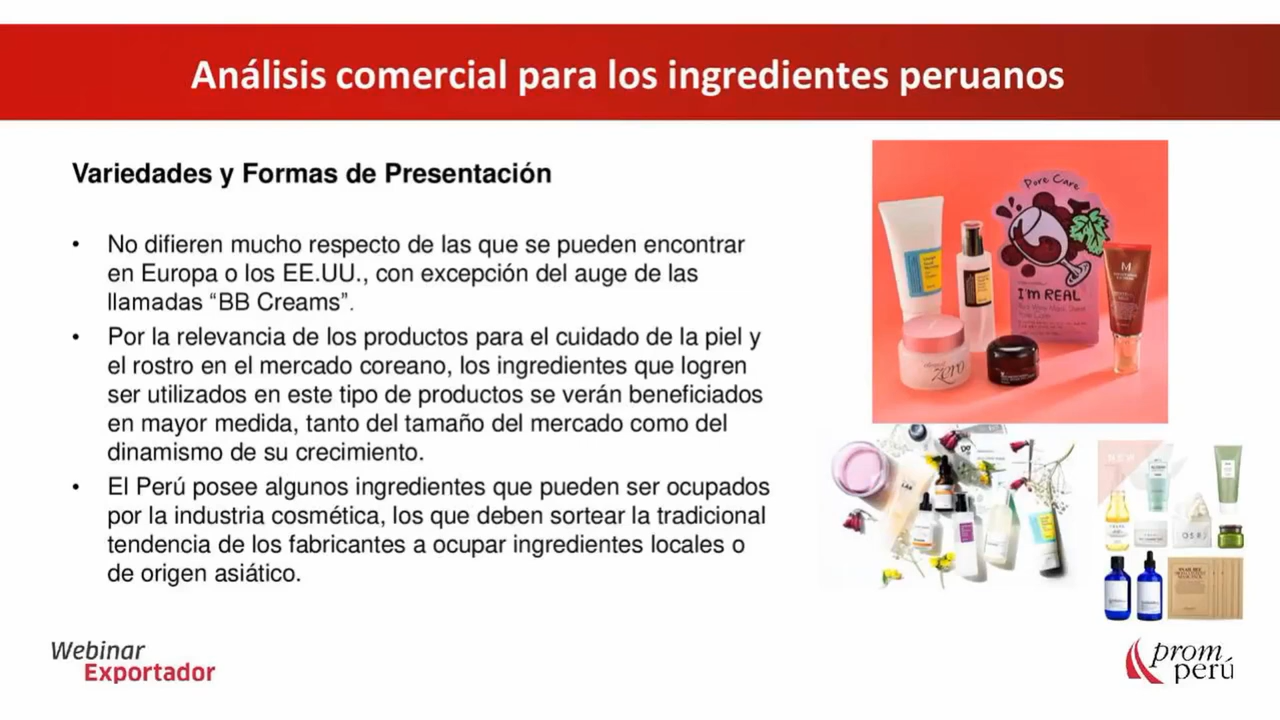 Análisis comercial para los ingredientes peruanos
Variedades y Formas de Presentación
• No difieren mucho respecto de las que se pueden encontrar
en Europa o los EE.UU., con excepción del auge de las
llamadas “BB Creams”.
• Por la relevancia de los productos para el cuidado de la piel y
el rostro en el mercado coreano, los ingredientes que logren
ser utilizados en este tipo de productos se verán beneficiados
en mayor medida, tanto del tamaño del mercado como del
dinamismo de su crecimiento.
• El Perú posee algunos ingredientes que pueden ser ocupados
por la industria cosmética, los que deben sortear la tradicional
tendencia de los fabricantes a ocupar ingredientes locales o
de origen asiático.
Pore Care
I'M REAL
M
zero
NEW
Webinar
Exportador
prom
perú